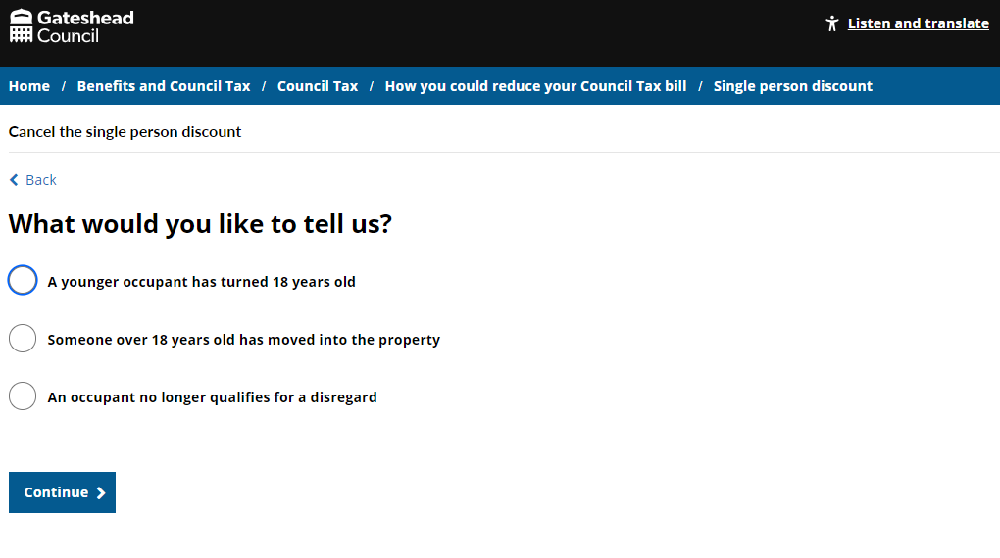 Gateshead
Council
Listen and translate
Home / Benefits and Council Tax / Council Tax / How you could reduce your Council Tax bill / Single person discount
Cancel the single person discount
Back
What would you like to tell us?
A younger occupant has turned 18 years old
Someone over 18 years old has moved into the property
An occupant no longer qualifies for a disregard
Continue